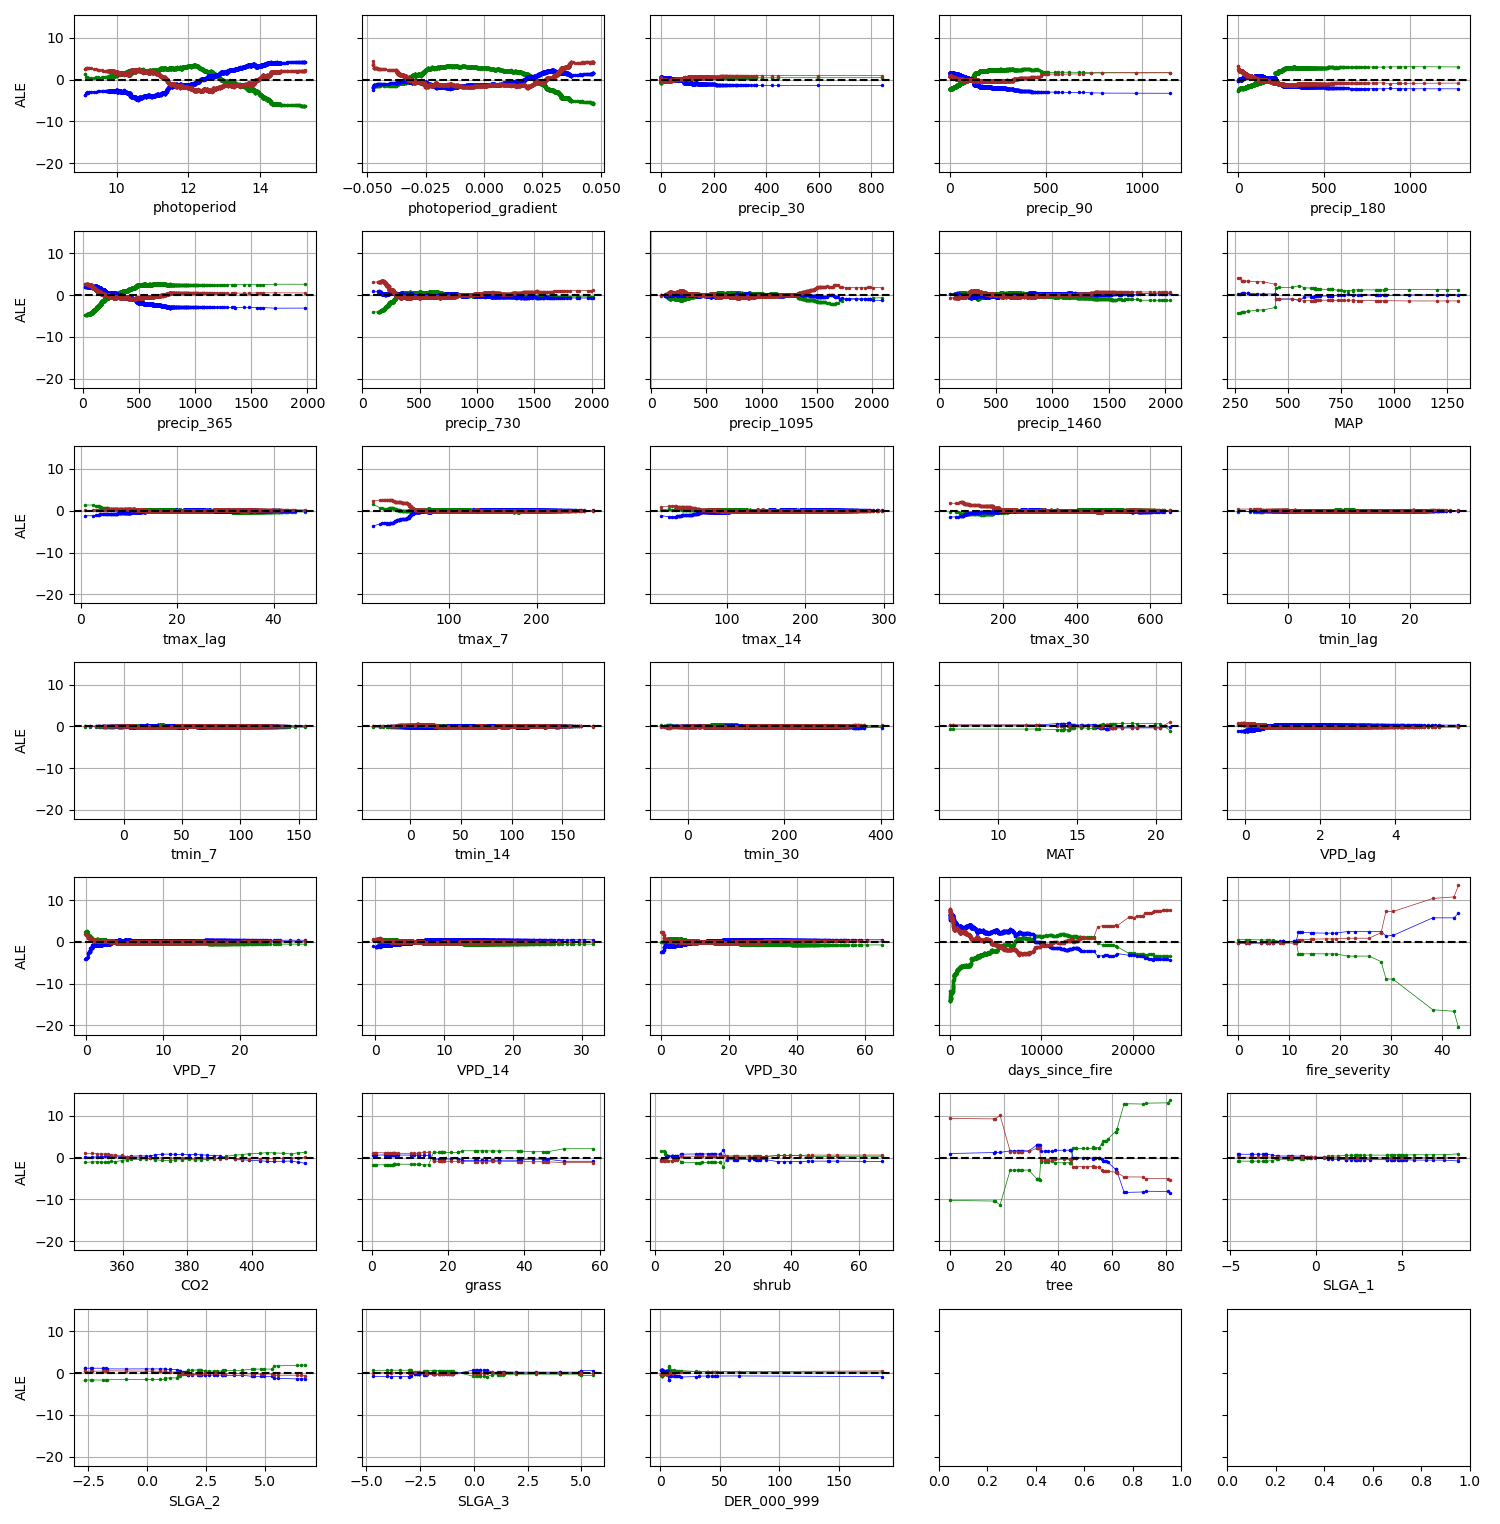 10
0
−10
−20
ALE
10 12 14
photoperiod
−0.050 −0.025 0.000 0.025 0.050
photoperiod_gradient
0 200 400 600 800
precip_30
0 500 1000
precip_90
0 500 1000
precip_180
10
0
−10
−20
ALE
0 500 1000 1500 2000
precip_365
0 500 1000 1500 2000
precip_730
0 500 1000 1500 2000
precip_1095
0 500 1000 1500 2000
precip_1460
250 500 750 1000 1250
MAP
10
0
−10
−20
ALE
0 20 40
tmax_lag
100 200
tmax_7
100 200 300
tmax_14
200 400 600
tmax_30
0 20
tmin_lag
10
0
−10
−20
ALE
0 50 100 150
tmin_7
0 50 100 150
tmin_14
0 200 400
tmin_30
10 15 20
MAT
0 2 4
VPD_lag
10
0
−10
−20
ALE
0 10 20
VPD_7
0 10 20 30
VPD_14
0 20 40 60
VPD_30
0 10000 20000
days_since_fire
0 10 20 30 40
fire_severity
10
0
−10
−20
ALE
360 380 400
CO2
0 20 40 60
grass
0 20 40 60
shrub
0 20 40 60 80
tree
−5 0 5
SLGA_1
10
0
−10
−20
ALE
−2.5 0.0 2.5 5.0
SLGA_2
−5.0 −2.5 0.0 2.5 5.0
SLGA_3
0 50 100 150
DER_000_999
0.0 0.2 0.4 0.6 0.8 1.0
0.0 0.2 0.4 0.6 0.8 1.0